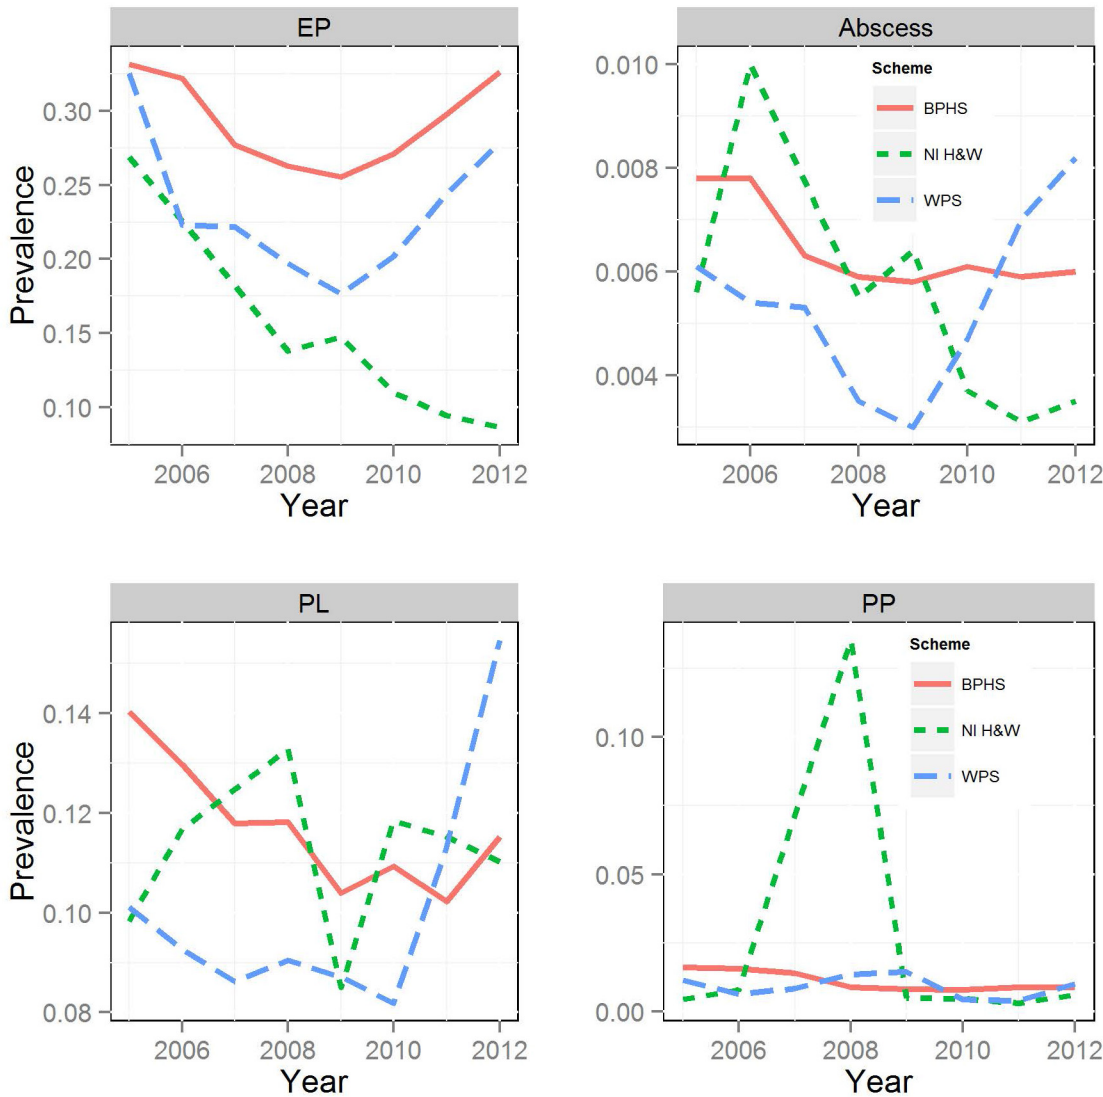 EP
Prevalence
0.30
0.25
0.20
0.15
0.10
2006 2008 2010 2012
Year
Abscess
0.010
0.008
0.006
0.004
Scheme
BPHS
NI H&W
WPS
2006 2008 2010 2012
Year
PL
Prevalence
0.14
0.12
0.10
0.08
2006 2008 2010 2012
Year
PP
0.10
0.05
0.00
Scheme
BPHS
NI H&W
WPS
2006 2008 2010 2012
Year